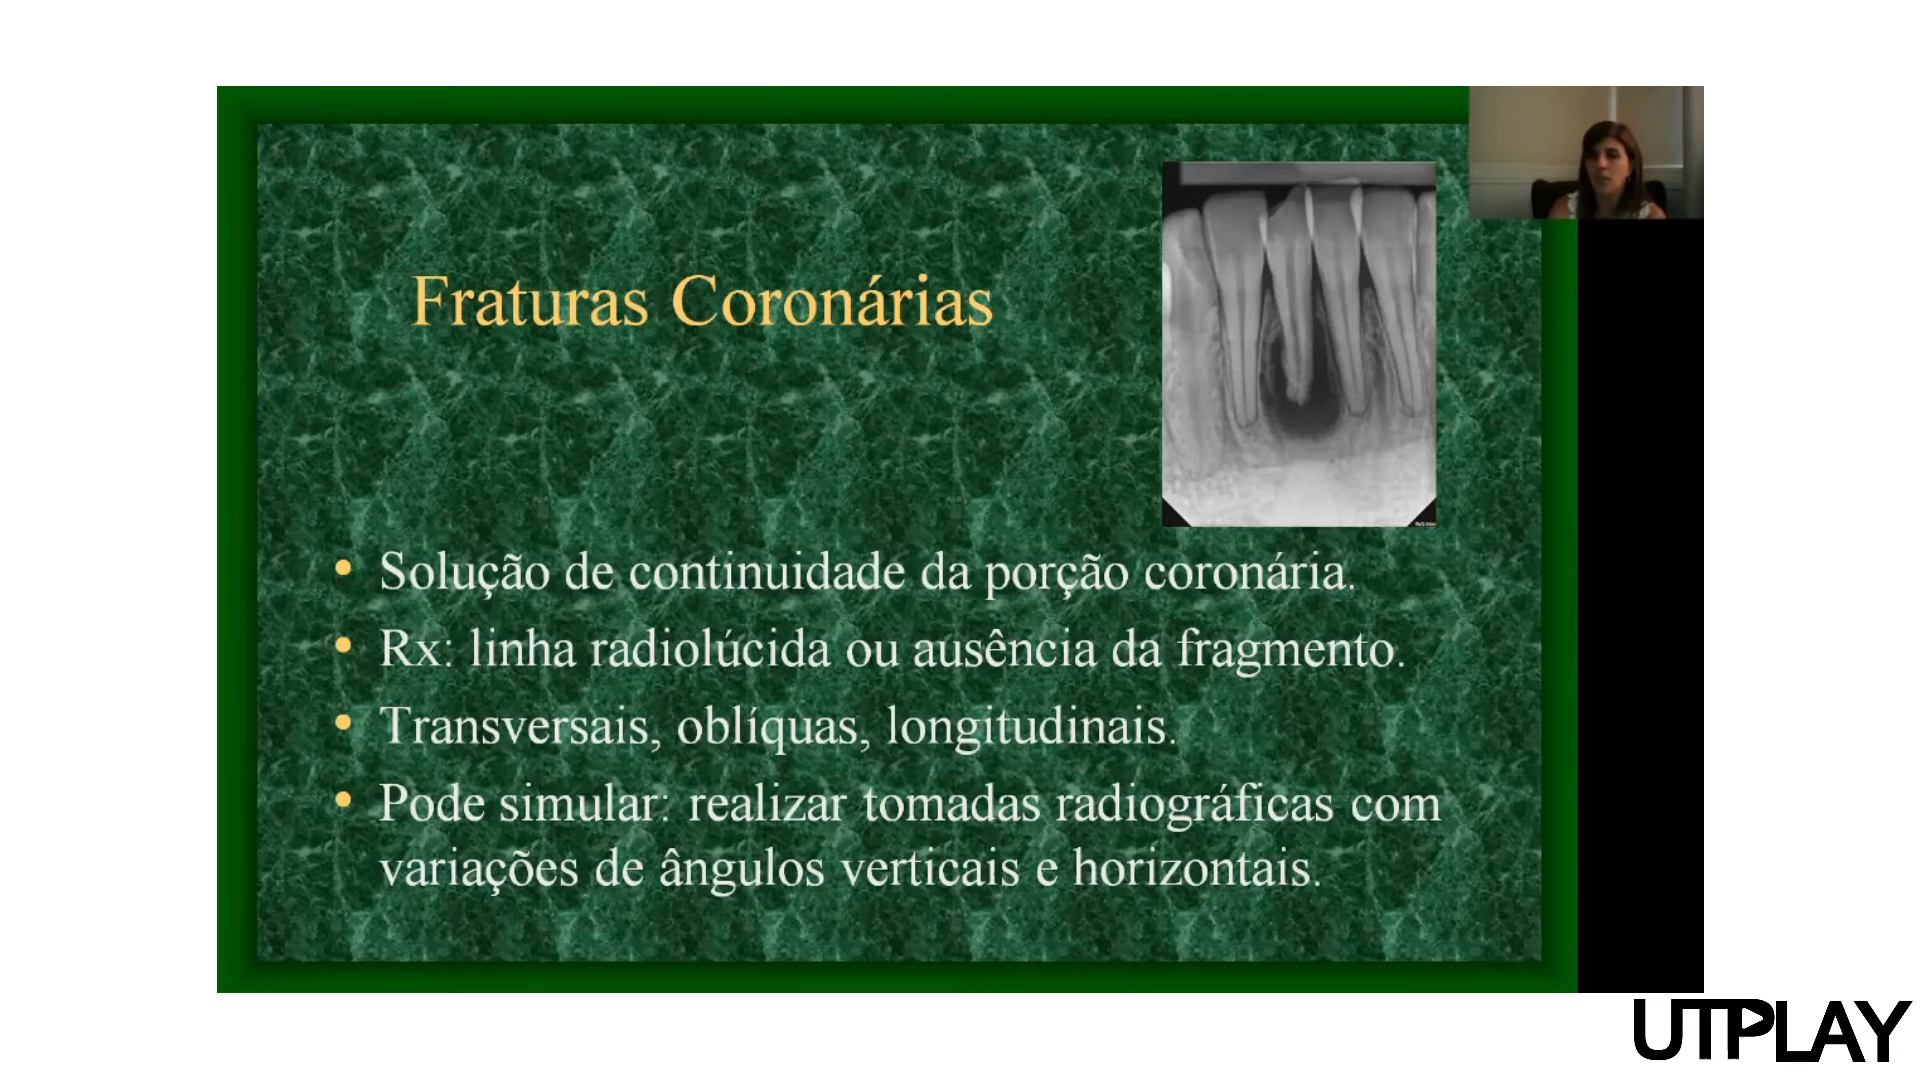 Fraturas Coronárias
• Solução de continuidade da porção coronária.
• Rx: linha radiolúcida ou ausência da fragmento.
• Transversais, oblíquas, longitudinais.
• Pode simular: realizar tomadas radiográficas com
variações de ângulos verticais e horizontais.
UTPLAY